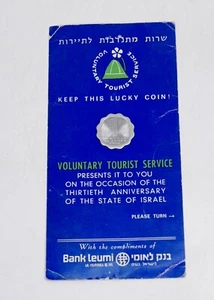 שרות מתנדבת לתיירות
VOLUNTARY TOURIST SERVICE
KEEP THIS LUCKY COIN!
VOLUNTARY TOURIST SERVICE
PRESENTS IT TO YOU
ON THE OCCASION OF THE
THIRTIETH ANNIVERSARY
OF THE STATE OF ISRAEL
PLEASE TURN →
With the compliments of
Bank leumi בנק לאומי